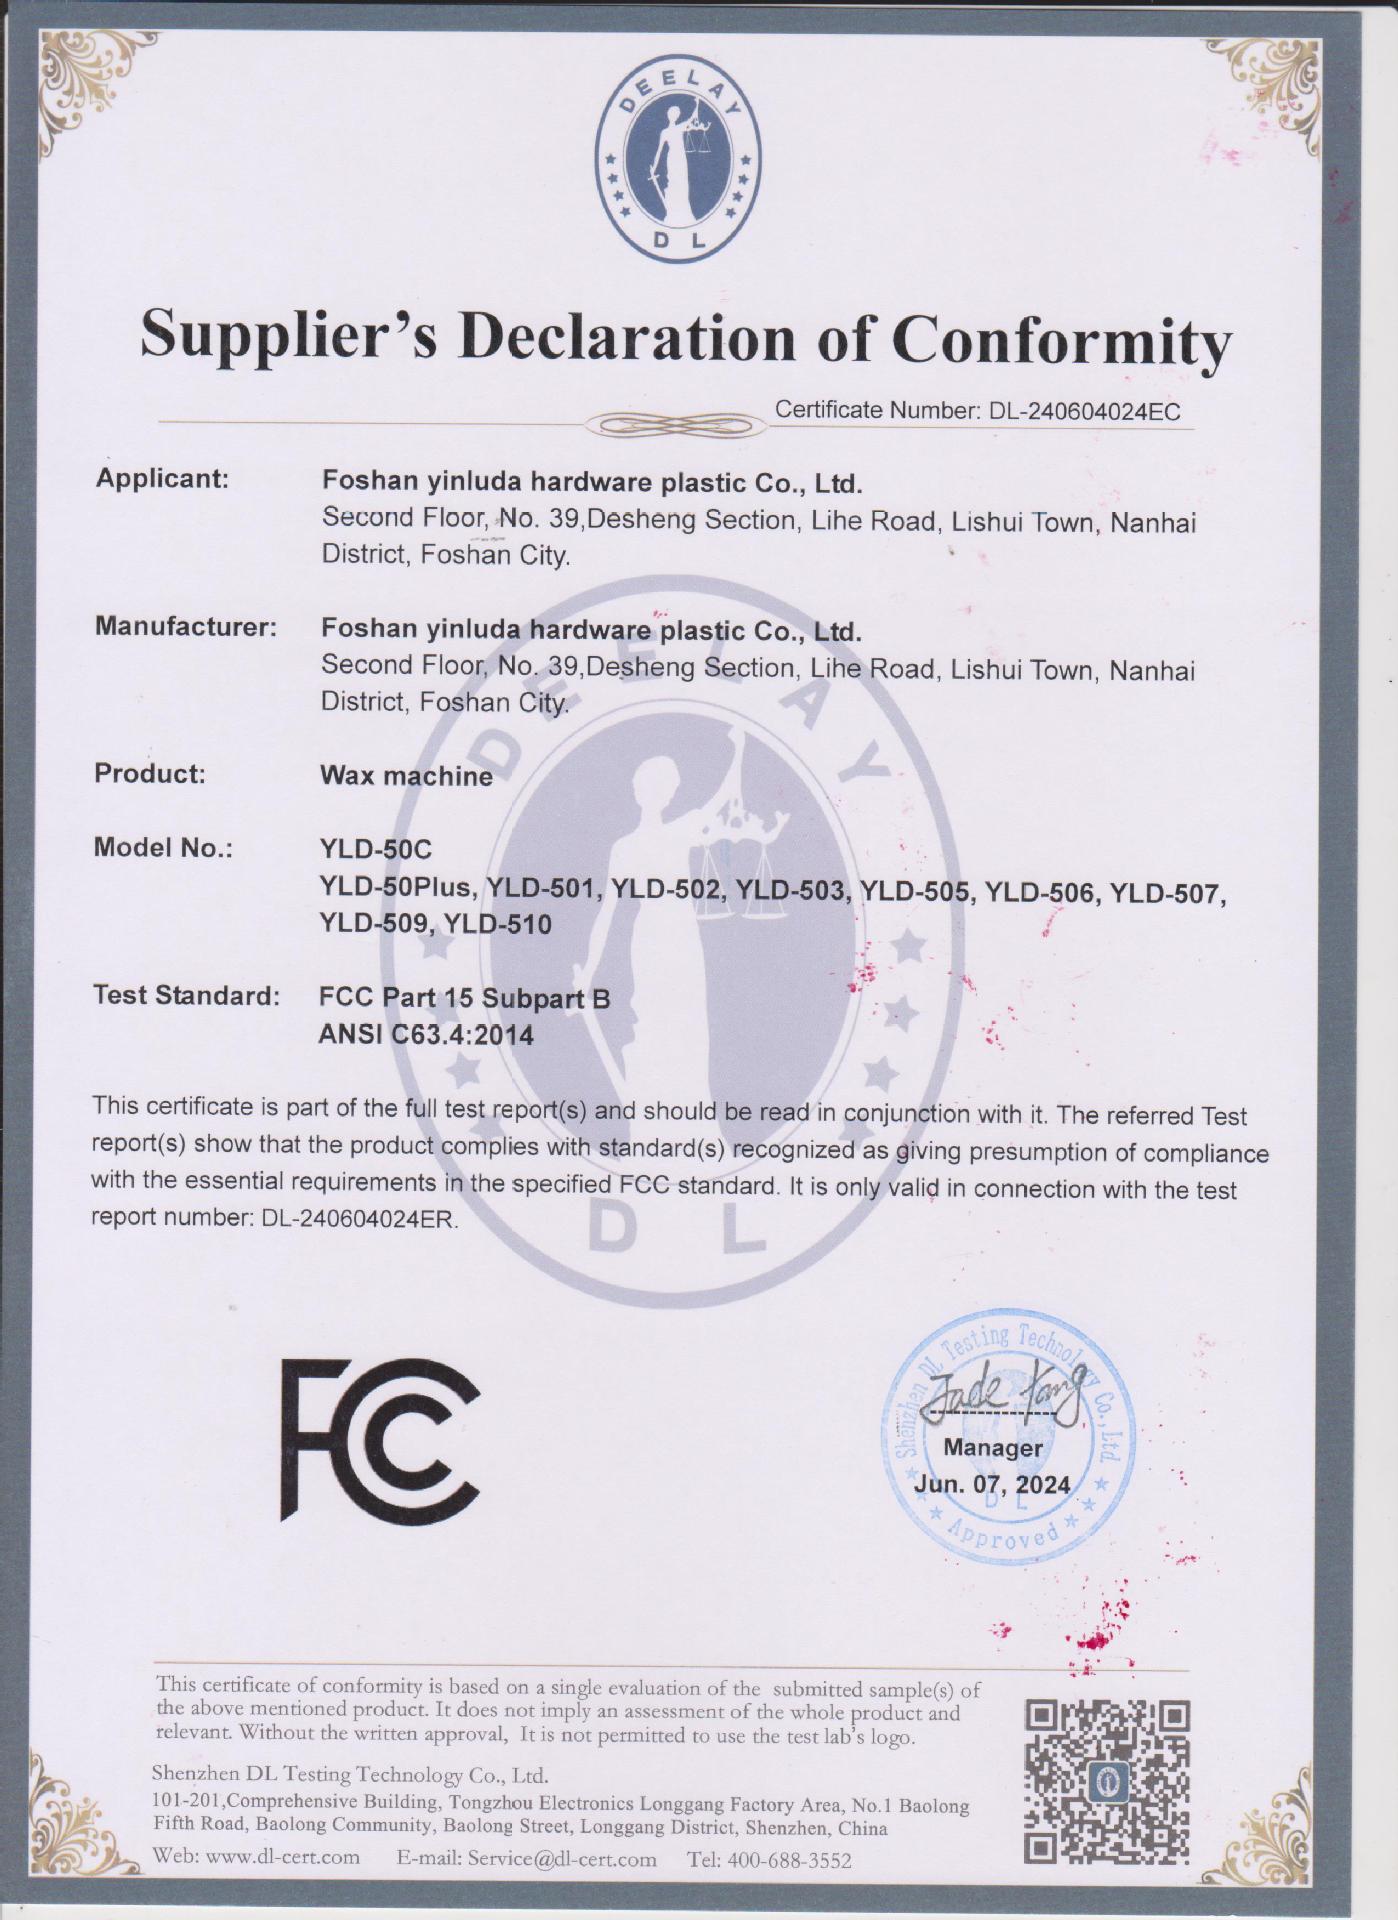 DEELAY
DL
Supplier's Declaration of Conformity
Certificate Number: DL-240604024EC
Applicant: Foshan yinluda hardware plastic Co., Ltd.
Second Floor, No. 39,Desheng Section, Lihe Road, Lishui Town, Nanhai
District, Foshan City.
Manufacturer: Foshan yinluda hardware plastic Co., Ltd.
Second Floor, No. 39,Desheng Section, Lihe Road, Lishui Town, Nanhai
District, Foshan City.
Product: Wax machine
Model No.: YLD-50C
YLD-50Plus, YLD-501, YLD-502, YLD-503, YLD-505, YLD-506, YLD-507,
YLD-509, YLD-510
Test Standard: FCC Part 15 Subpart B
ANSI C63.4:2014
This certificate is part of the full test report(s) and should be read in conjunction with it. The referred Test
report(s) show that the product complies with standard(s) recognized as giving presumption of compliance
with the essential requirements in the specified FCC standard. It is only valid in connection with the test
report number: DL-240604024ER.
DEELAY
DL
FCC
Shenzhen DL Testing Technology Co., Ltd.
Jade Yang
Manager
Jun. 07, 2024
DL
Approved
This certificate of conformity is based on a single evaluation of the submitted sample(s) of
the above mentioned product. It does not imply an assessment of the whole product and
relevant. Without the written approval, It is not permitted to use the test lab's logo.
Shenzhen DL Testing Technology Co., Ltd.
101-201,Comprehensive Building, Tongzhou Electronics Longgang Factory Area, No.1 Baolong
Fifth Road, Baolong Community, Baolong Street, Longgang District, Shenzhen, China
Web: www.dl-cert.com E-mail: Service@dl-cert.com Tel: 400-688-3552